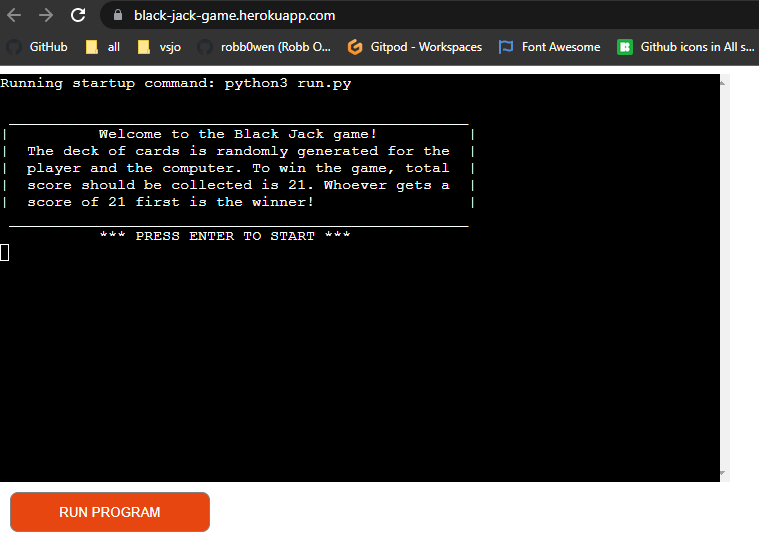 black-jack-game.herokuapp.com
GitHub all vsjo robb0wen (Robb O... Gitpod - Workspaces Font Awesome Github icons in All s...
Running startup command: python3 run.py
Welcome to the Black Jack game!
The deck of cards is randomly generated for the
player and the computer. To win the game, total
score should be collected is 21. Whoever gets a
score of 21 first is the winner!
*** PRESS ENTER TO START ***
RUN PROGRAM